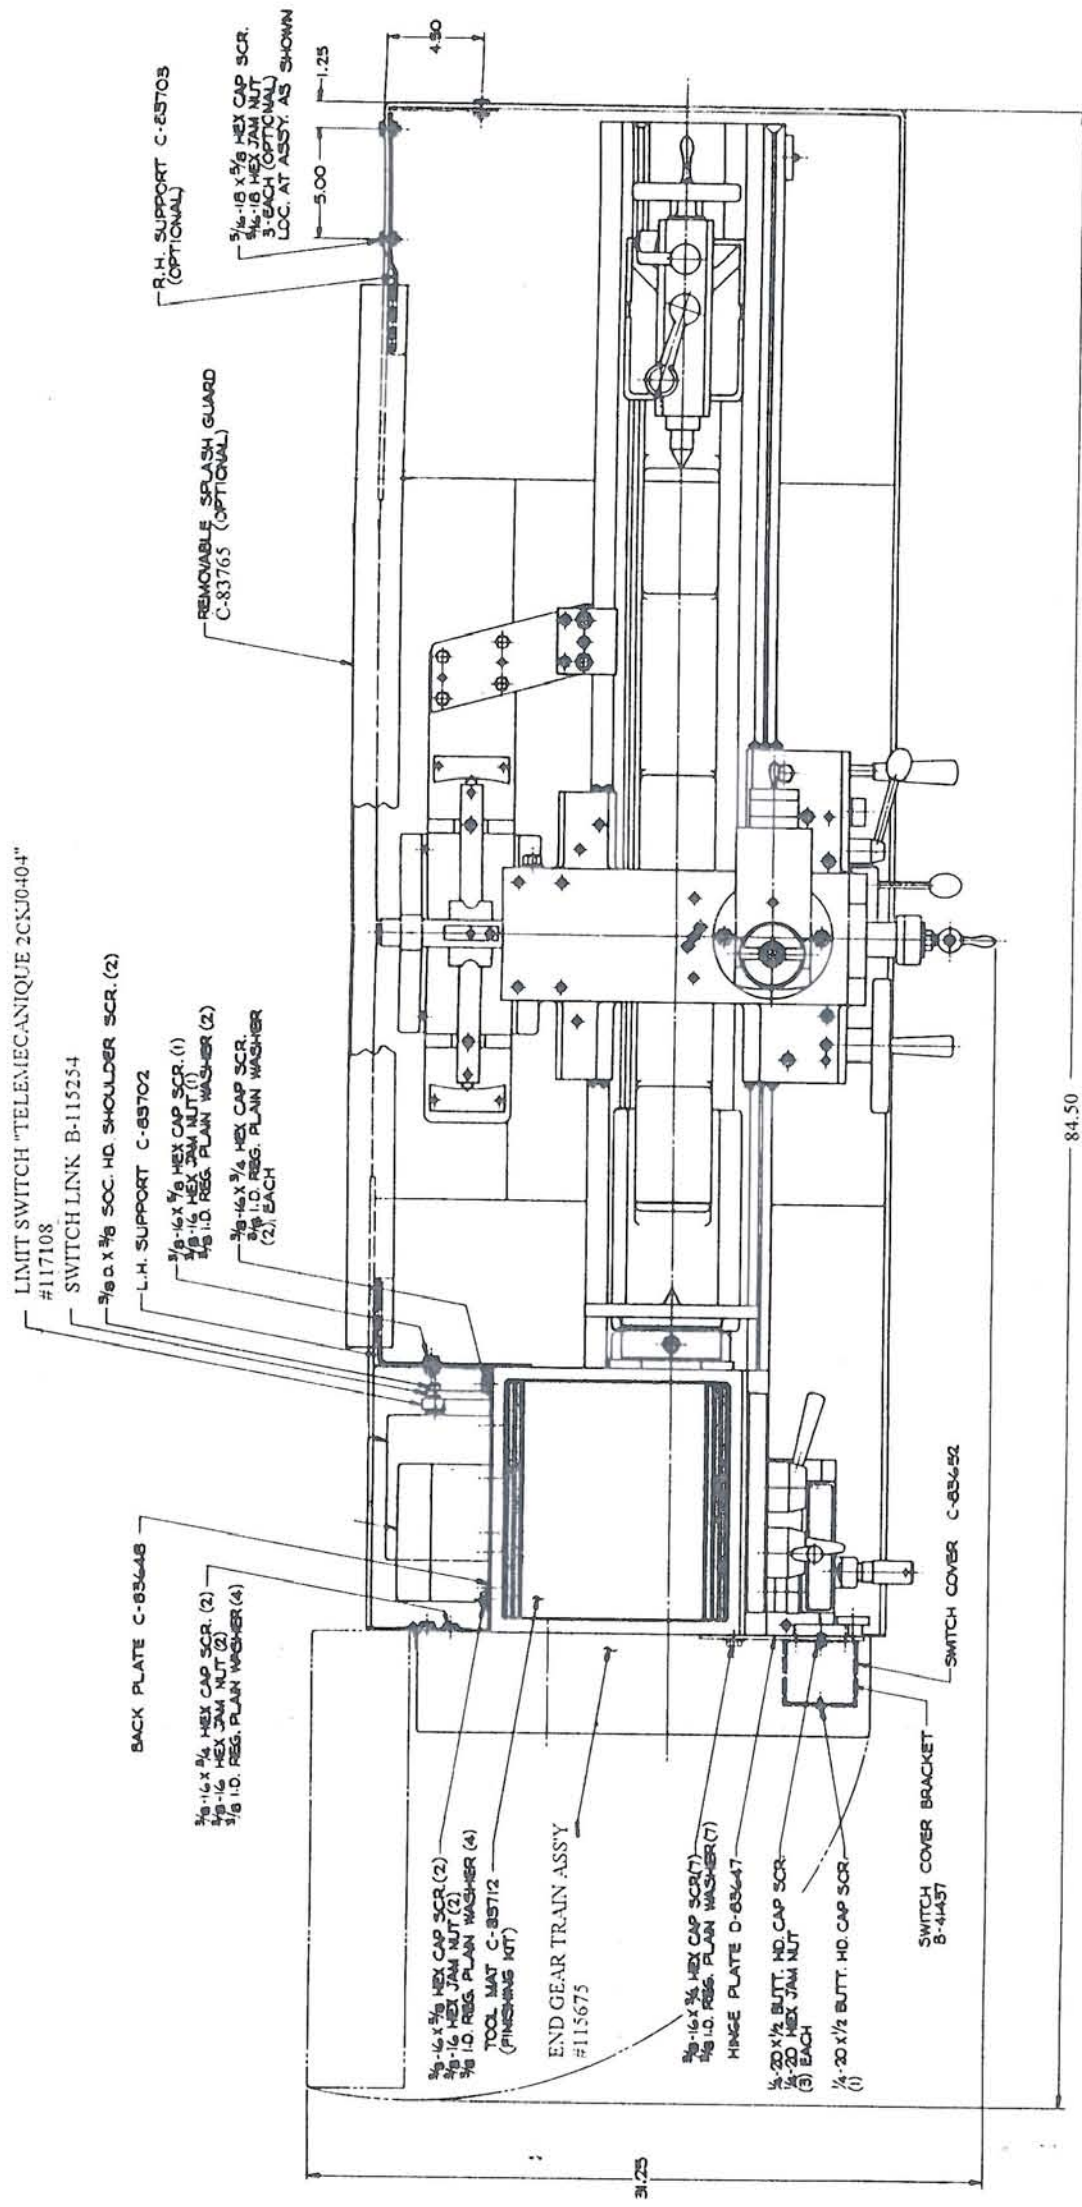 LIMIT SWITCH "TELEMECANIQUE 2CKJ0404"
#117108
SWITCH LINK B-115254
3/8 D. X 3/8 SOC. HD. SHOULDER SCR. (2)
L.H. SUPPORT C-83702
3/8-16 X 5/8 HEX CAP SCR. (1)
3/8-16 HEX JAM NUT (1)
3/8 I.D. REG. PLAIN WASHER (2)
3/8-16 X 3/4 HEX CAP SCR.
3/8 I.D. REG. PLAIN WASHER
(2) EACH
REMOVABLE SPLASH GUARD
C-83765 (OPTIONAL)
R.H. SUPPORT C-83703
(OPTIONAL)
5/16-18 X 5/8 HEX CAP SCR.
5/16-18 HEX JAM NUT
3-EACH (OPTIONAL)
LOC. AT ASSY. AS SHOWN
5.00
1.25
4.50
BACK PLATE C-83648
3/8-16 X 3/4 HEX CAP SCR. (2)
3/8-16 HEX JAM NUT (2)
3/8 I.D. REG. PLAIN WASHER (4)
3/8-16 X 7/8 HEX CAP SCR. (2)
3/8-16 HEX JAM NUT (2)
3/8 I.D. REG. PLAIN WASHER (4)
TOOL MAT C-83712
(FINISHING KIT)
END GEAR TRAIN ASS'Y
#115675
3/8-16 X 3/4 HEX CAP SCR. (7)
3/8 I.D. REG. PLAIN WASHER (7)
HINGE PLATE D-83647
1/4-20 X 1/2 BUTT. HD. CAP SCR.
1/4-20 HEX JAM NUT
(3) EACH
1/4-20 X 1/2 BUTT. HD. CAP SCR.
(1)
SWITCH COVER BRACKET
B-41437
SWITCH COVER C-83652
31.25
84.50